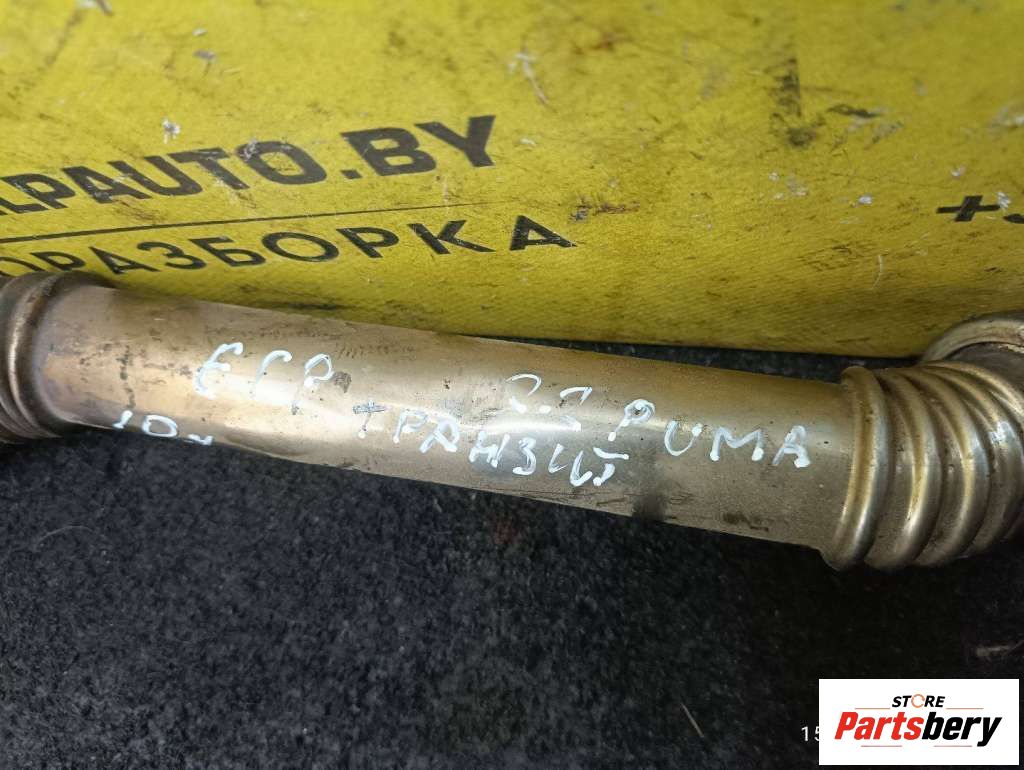 LPAUTO.BY
ОРАЗБОРКА
EGR 2.2 PUMA
ТРАНЗИТ
STORE
Partsbery